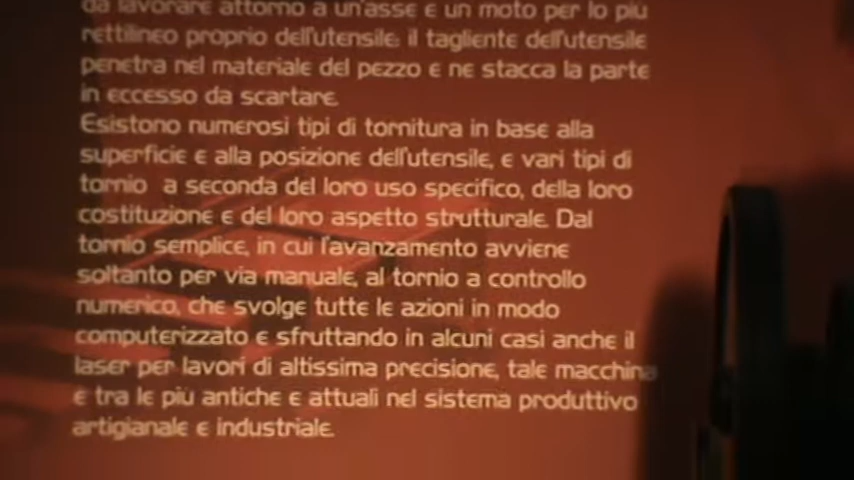 da lavorare attorno a un'asse e un moto per lo più
rettilineo proprio dell'utensile: il tagliente dell'utensile
penetra nel materiale del pezzo e ne stacca la parte
in eccesso da scartare.
Esistono numerosi tipi di tornitura in base alla
superficie e alla posizione dell'utensile, e vari tipi di
tornio a seconda del loro uso specifico, della loro
costituzione e del loro aspetto strutturale. Dal
tornio semplice, in cui l'avanzamento avviene
soltanto per via manuale, al tornio a controllo
numerico, che svolge tutte le azioni in modo
computerizzato e sfruttando in alcuni casi anche il
laser per lavori di altissima precisione, tale macchina
e tra le più antiche e attuali nel sistema produttivo
artigianale e industriale.